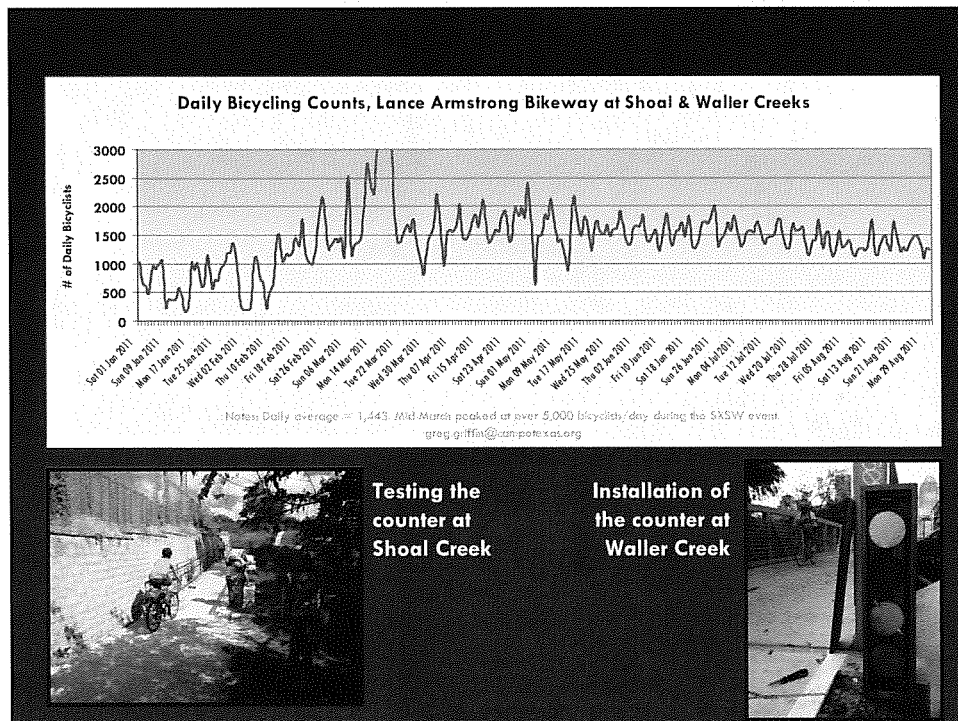 Daily Bicycling Counts, Lance Armstrong Bikeway at Shoal & Waller Creeks
# of Daily Bicyclists
3000
2500
2000
1500
1000
500
0
Sat 01 Jan 2011
Sun 09 Jan 2011
Mon 17 Jan 2011
Tue 25 Jan 2011
Wed 02 Feb 2011
Thu 10 Feb 2011
Fri 18 Feb 2011
Sat 26 Feb 2011
Sun 06 Mar 2011
Mon 14 Mar 2011
Tue 22 Mar 2011
Wed 30 Mar 2011
Thu 07 Apr 2011
Fri 15 Apr 2011
Sat 23 Apr 2011
Sun 01 May 2011
Mon 09 May 2011
Tue 17 May 2011
Wed 25 May 2011
Thu 02 Jun 2011
Fri 10 Jun 2011
Sat 18 Jun 2011
Sun 26 Jun 2011
Mon 04 Jul 2011
Tue 12 Jul 2011
Wed 20 Jul 2011
Thu 28 Jul 2011
Fri 05 Aug 2011
Sat 13 Aug 2011
Sun 21 Aug 2011
Mon 29 Aug 2011
Notes: Daily average = 1,443. Mid-March peaked at over 5,000 bicyclists/day during the SXSW event.
greg.griffin@campotexas.org
Testing the
counter at
Shoal Creek
Installation of
the counter at
Waller Creek